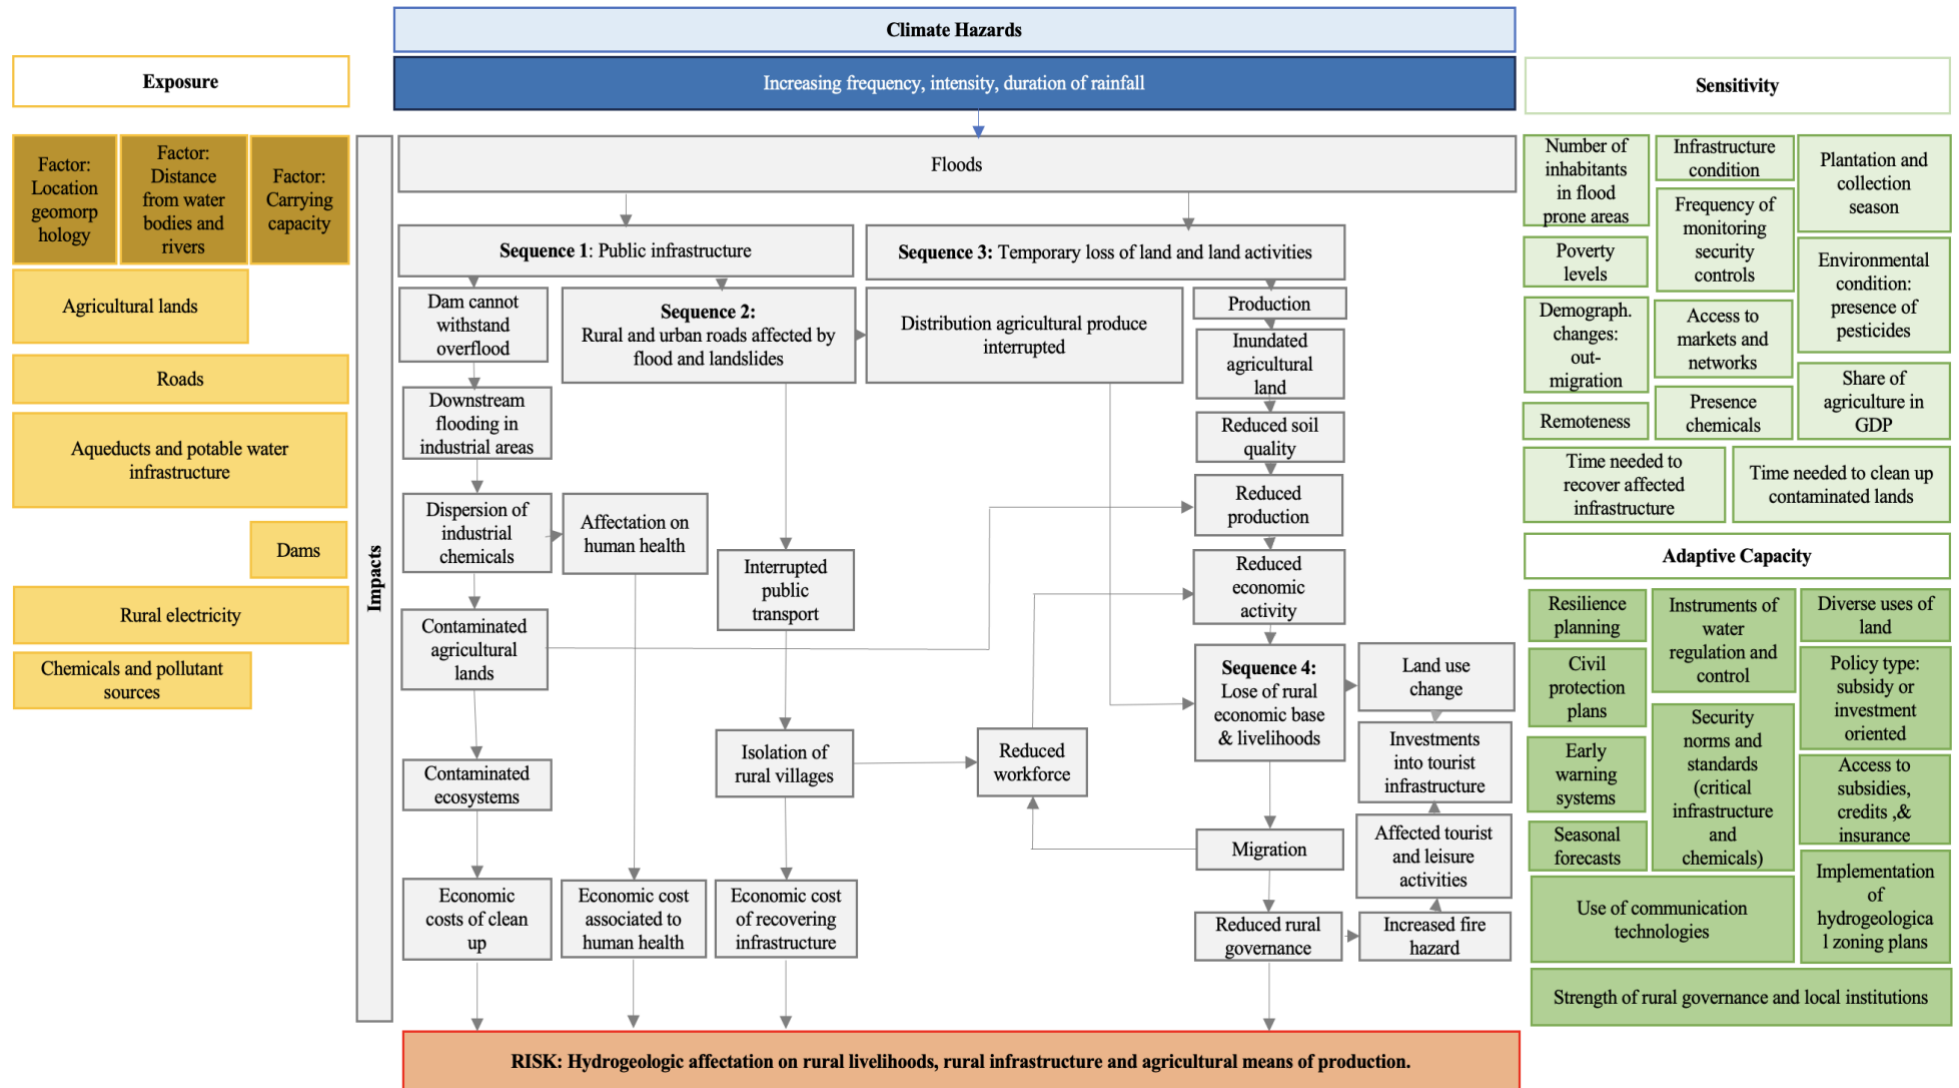 Climate Hazards
Increasing frequency, intensity, duration of rainfall
Exposure
Factor:
Location
geomorp
hology
Factor:
Distance
from water
bodies and
rivers
Factor:
Carrying
capacity
Agricultural lands
Roads
Aqueducts and potable water
infrastructure
Dams
Rural electricity
Chemicals and pollutant
sources
Impacts
Floods
Sequence 1: Public infrastructure
Sequence 3: Temporary loss of land and land activities
Dam cannot
withstand
overflood
Sequence 2:
Rural and urban roads affected by
flood and landslides
Distribution agricultural produce
interrupted
Production
Inundated
agricultural
land
Downstream
flooding in
industrial areas
Reduced soil
quality
Dispersion of
industrial
chemicals
Affectation on
human health
Reduced
production
Interrupted
public
transport
Reduced
economic
activity
Contaminated
agricultural
lands
Sequence 4:
Lose of rural
economic base
& livelihoods
Land use
change
Isolation of
rural villages
Reduced
workforce
Investments
into tourist
infrastructure
Contaminated
ecosystems
Migration
Affected tourist
and leisure
activities
Economic
costs of clean
up
Economic cost
associated to
human health
Economic cost
of recovering
infrastructure
Reduced rural
governance
Increased fire
hazard
RISK: Hydrogeologic affectation on rural livelihoods, rural infrastructure and agricultural means of production.
Sensitivity
Number of
inhabitants
in flood
prone areas
Infrastructure
condition
Plantation and
collection
season
Frequency of
monitoring
security
controls
Poverty
levels
Environmental
condition:
presence of
pesticides
Demograph.
changes:
out-
migration
Access to
markets and
networks
Share of
agriculture in
GDP
Remoteness
Presence
chemicals
Time needed to
recover affected
infrastructure
Time needed to clean up
contaminated lands
Adaptive Capacity
Resilience
planning
Instruments of
water
regulation and
control
Diverse uses of
land
Civil
protection
plans
Policy type:
subsidy or
investment
oriented
Security
norms and
standards
(critical
infrastructure
and
chemicals)
Early
warning
systems
Access to
subsidies,
credits ,&
insurance
Seasonal
forecasts
Implementation
of
hydrogeologica
l zoning plans
Use of communication
technologies
Strength of rural governance and local institutions